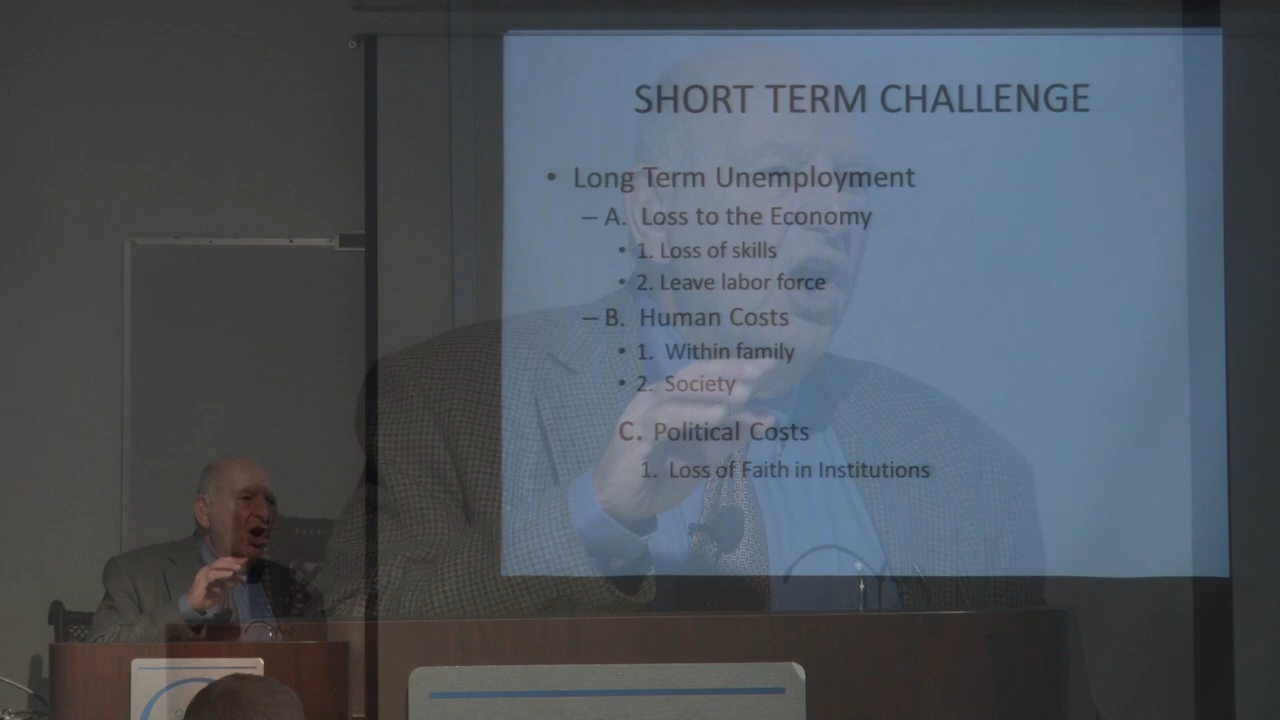 SHORT TERM CHALLENGE
• Long Term Unemployment
– A. Loss to the Economy
• 1. Loss of skills
• 2. Leave labor force
– B. Human Costs
• 1. Within family
• 2. Society
C. Political Costs
1. Loss of Faith in Institutions